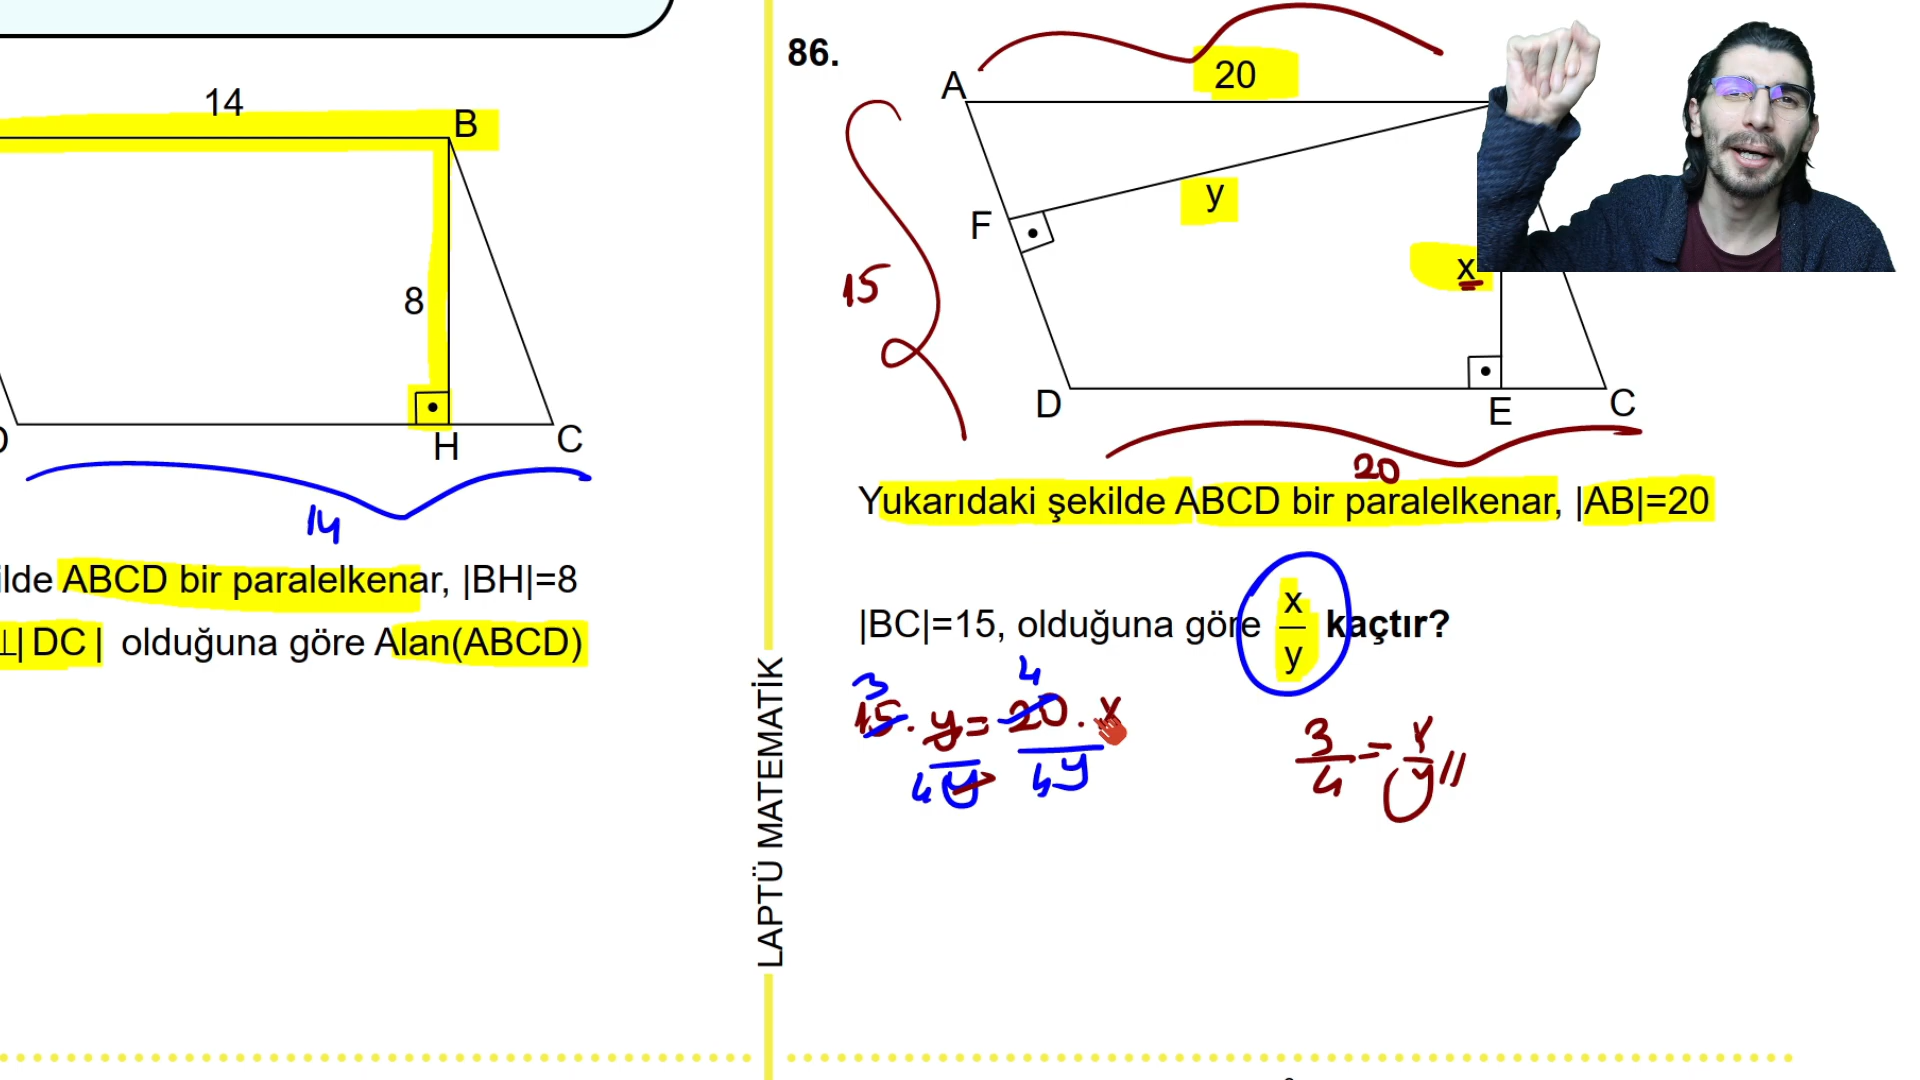 14
B
8
D
H
C
14
ilde ABCD bir paralelkenar, |BH|=8
⊥|DC| olduğuna göre Alan(ABCD)
LAPTÜ MATEMATİK
86.
A
20
F
y
x
15
D
E
C
20
Yukarıdaki şekilde ABCD bir paralelkenar, |AB|=20
|BC|=15, olduğuna göre x/y kaçtır?
3 4
15. y = 20. x
4y 4y
3/4 = x/y //